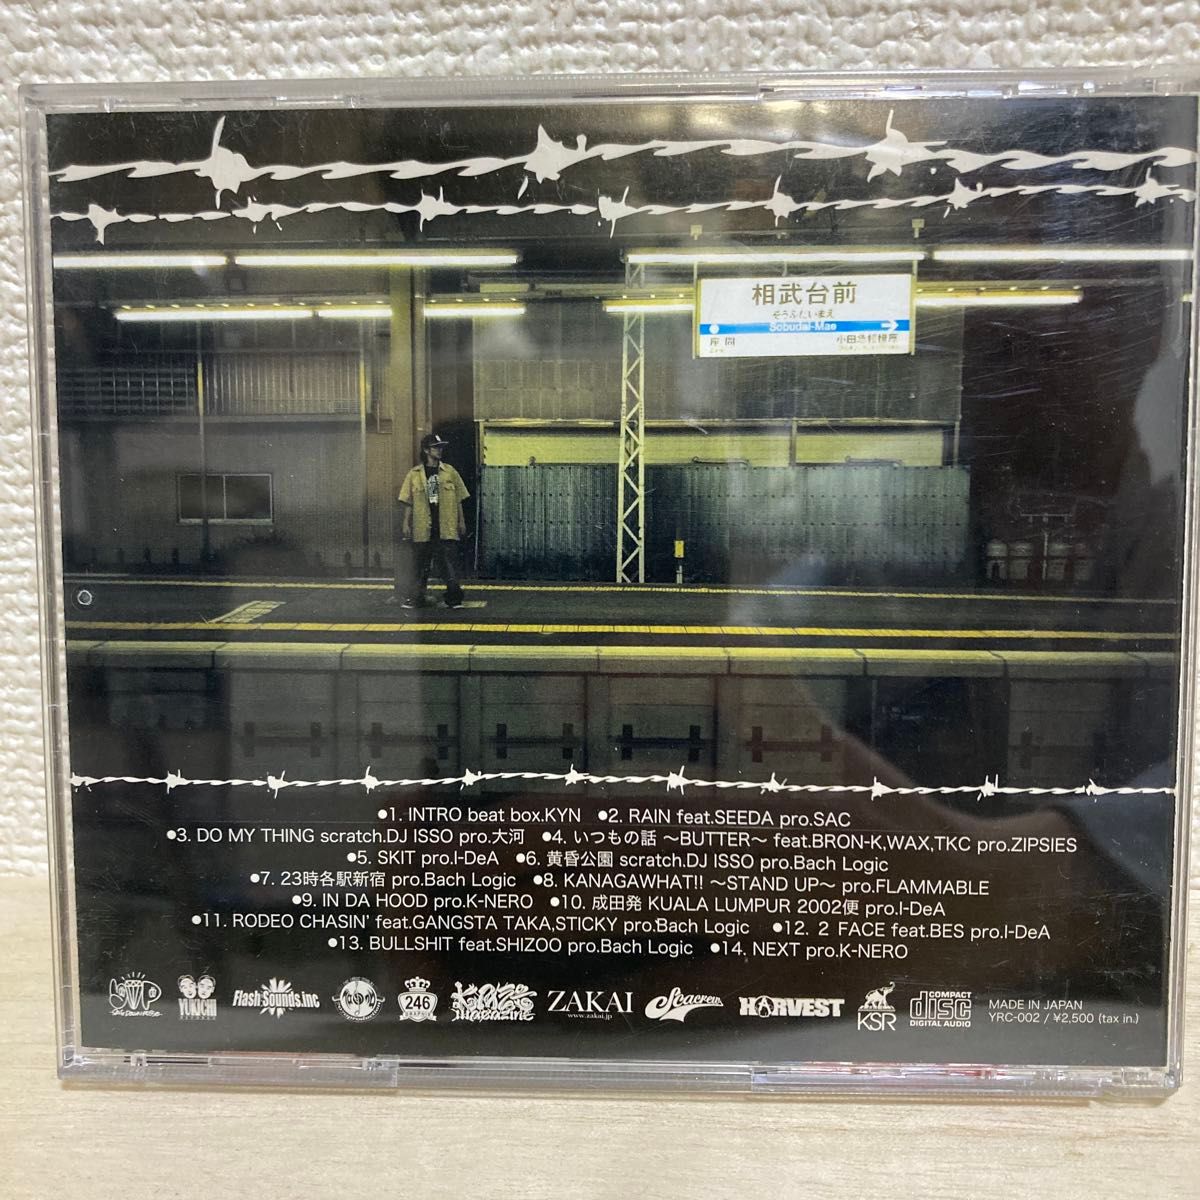 相武台前
そうぶだいまえ
Sobudai-Mae
座間
小田急相模原
●1. INTRO beat box.KYN ●2. RAIN feat.SEEDA pro.SAC
●3. DO MY THING scratch.DJ ISSO pro.大河 ●4. いつもの話 ～BUTTER～ feat.BRON-K,WAX,TKC pro.ZIPSIES
●5. SKIT pro.I-DeA ●6. 黄昏公園 scratch.DJ ISSO pro.Bach Logic
●7. 23時各駅新宿 pro.Bach Logic ●8. KANAGAWHAT!! ～STAND UP～ pro.FLAMMABLE
●9. IN DA HOOD pro.K-NERO ●10. 成田発 KUALA LUMPUR 2002便 pro.I-DeA
●11. RODEO CHASIN' feat.GANGSTA TAKA,STICKY pro.Bach Logic ●12. 2 FACE feat.BES pro.I-DeA
●13. BULLSHIT feat.SHIZOO pro.Bach Logic ●14. NEXT pro.K-NERO
YUKICHI
Flash Sounds.inc
246
magazine
ZAKAI
www.zakai.jp
Scacrew
HARVEST
KSR
COMPACT
disc
DIGITAL AUDIO
MADE IN JAPAN
YRC-002 / ¥2,500 (tax in.)